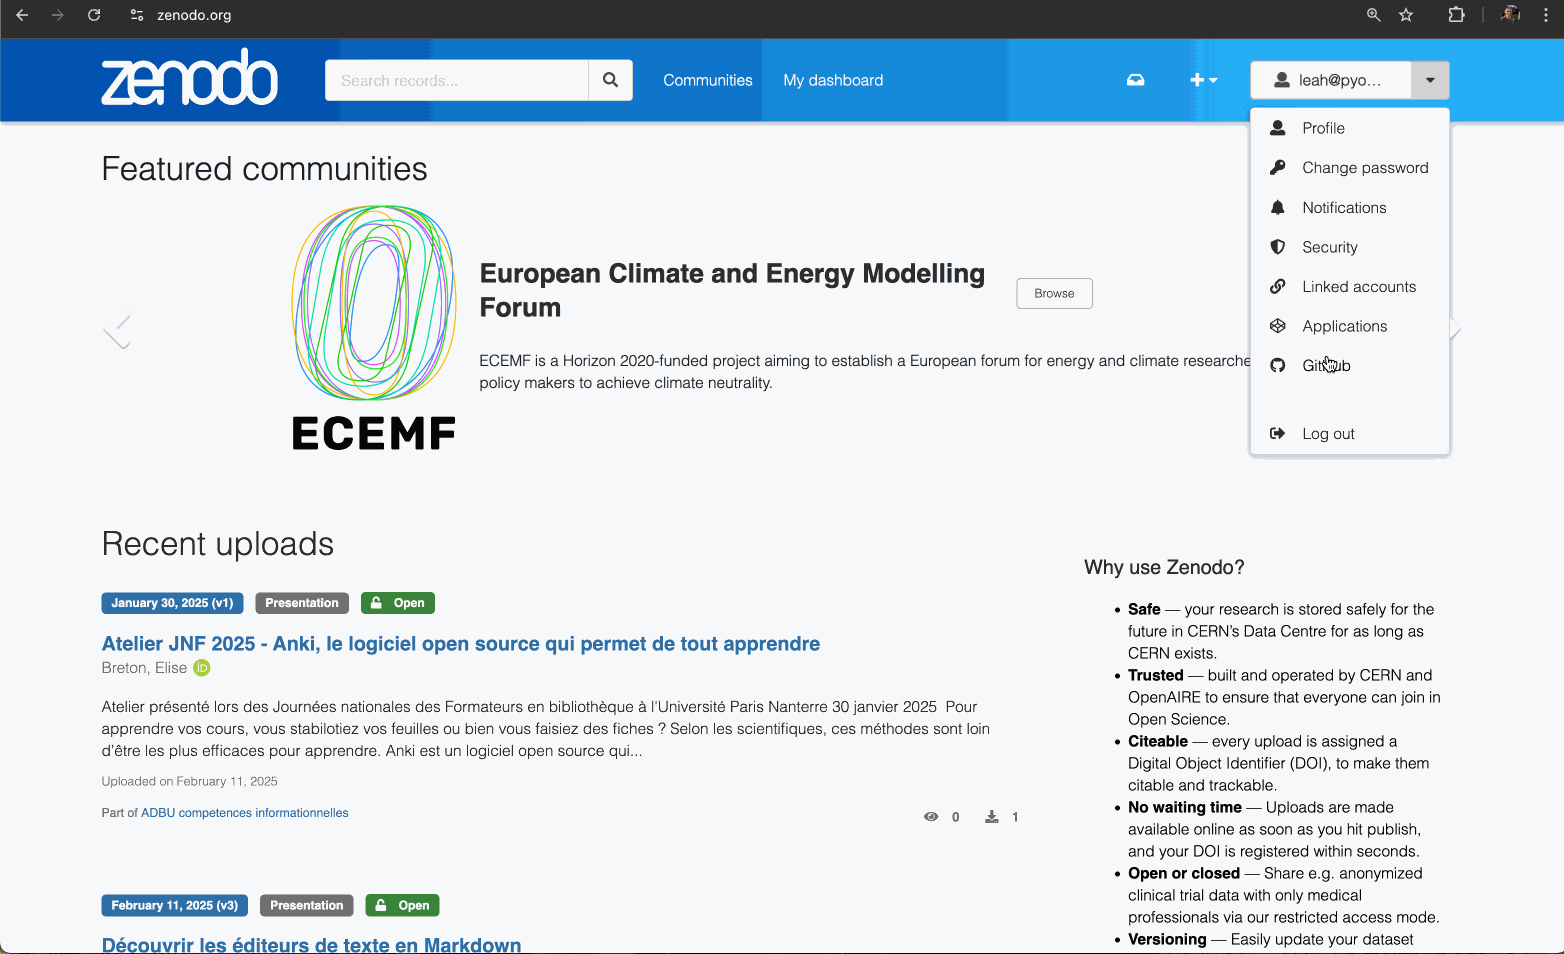 zenodo.org
zenodo
Search records...
Communities
My dashboard
leah@pyo...
Profile
Change password
Notifications
Security
Linked accounts
Applications
GitHub
Log out
Featured communities
ECEMF
European Climate and Energy Modelling
Forum
Browse
ECEMF is a Horizon 2020-funded project aiming to establish a European forum for energy and climate researche
policy makers to achieve climate neutrality.
Recent uploads
January 30, 2025 (v1) Presentation Open
Atelier JNF 2025 - Anki, le logiciel open source qui permet de tout apprendre
Breton, Elise iD
Atelier présenté lors des Journées nationales des Formateurs en bibliothèque à l'Université Paris Nanterre 30 janvier 2025 Pour
apprendre vos cours, vous stabilotiez vos feuilles ou bien vous faisiez des fiches ? Selon les scientifiques, ces méthodes sont loin
d'être les plus efficaces pour apprendre. Anki est un logiciel open source qui...
Uploaded on February 11, 2025
Part of ADBU competences informationnelles
0 1
February 11, 2025 (v3) Presentation Open
Découvrir les éditeurs de texte en Markdown
Why use Zenodo?
Safe — your research is stored safely for the
future in CERN's Data Centre for as long as
CERN exists.
Trusted — built and operated by CERN and
OpenAIRE to ensure that everyone can join in
Open Science.
Citeable — every upload is assigned a
Digital Object Identifier (DOI), to make them
citable and trackable.
No waiting time — Uploads are made
available online as soon as you hit publish,
and your DOI is registered within seconds.
Open or closed — Share e.g. anonymized
clinical trial data with only medical
professionals via our restricted access mode.
Versioning — Easily update your dataset